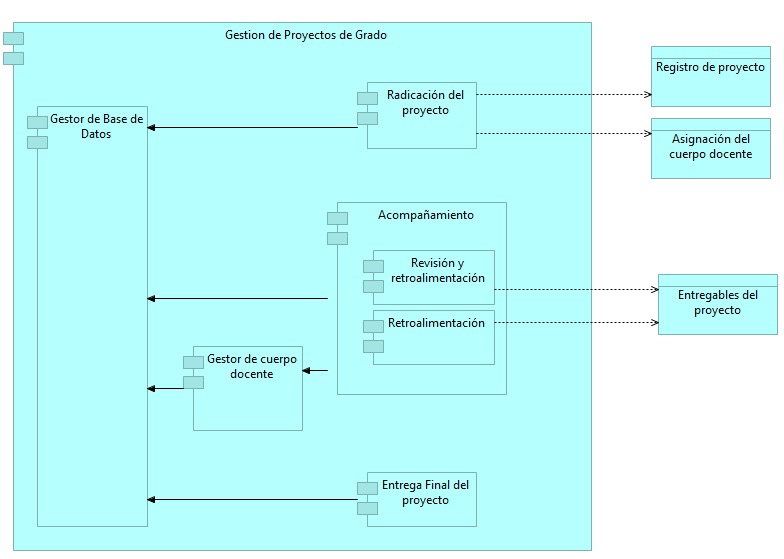 Gestion de Proyectos de Grado
Registro de proyecto
Radicación del
proyecto
Gestor de Base de
Datos
Asignación del
cuerpo docente
Acompañamiento
Revisión y
retroalimentación
Entregables del
proyecto
Retroalimentación
Gestor de cuerpo
docente
Entrega Final del
proyecto